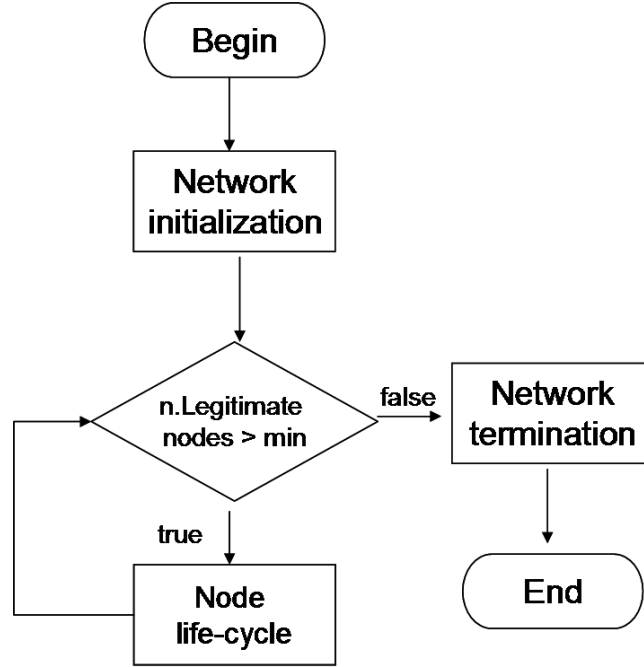 Begin
Network
initialization
n.Legitimate
nodes > min
false
Network
termination
true
Node
life-cycle
End